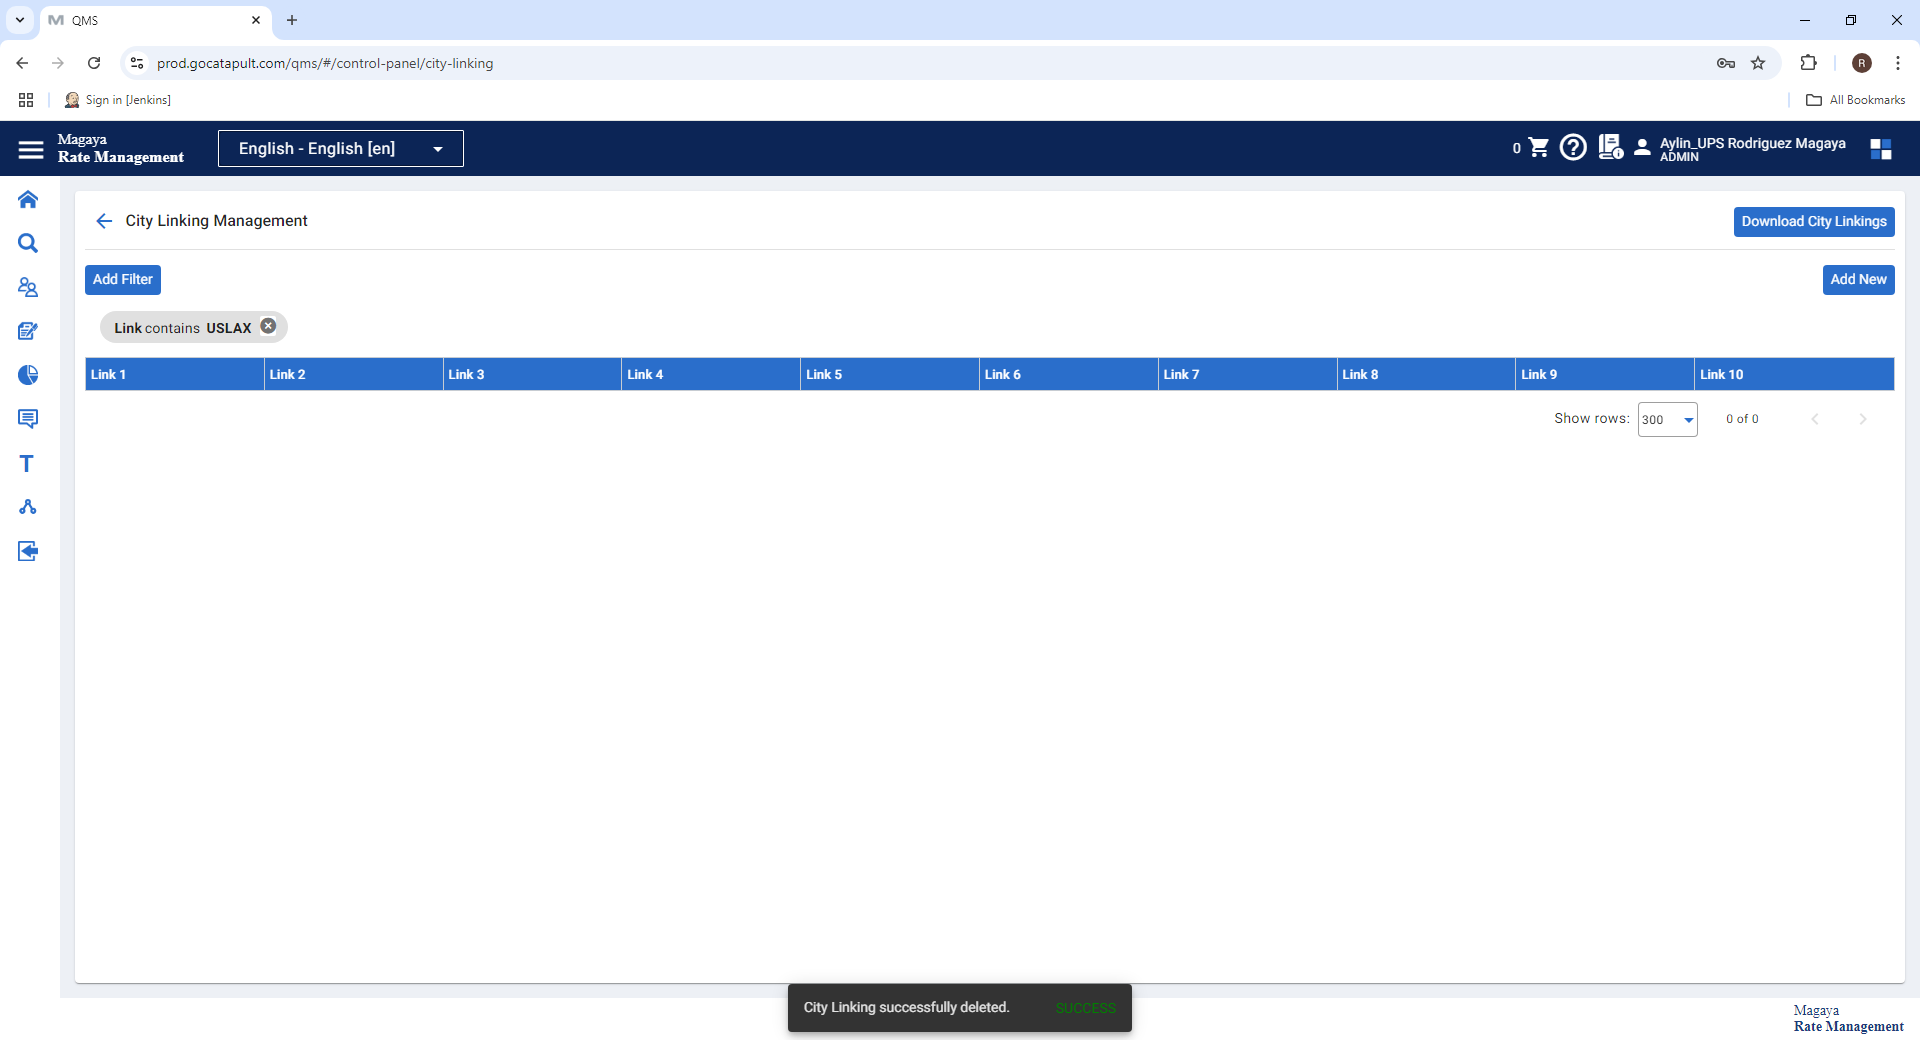 QMS
prod.gocatapult.com/qms/#/control-panel/city-linking
R
Sign in [Jenkins]
All Bookmarks
Magaya
Rate Management
English - English [en]
0
Aylin_UPS Rodriguez Magaya
ADMIN
City Linking Management
Download City Linkings
Add Filter
Add New
Link contains USLAX
Link 1 Link 2 Link 3 Link 4 Link 5 Link 6 Link 7 Link 8 Link 9 Link 10
Show rows: 300 0 of 0
T
City Linking successfully deleted. SUCCESS
Magaya
Rate Management